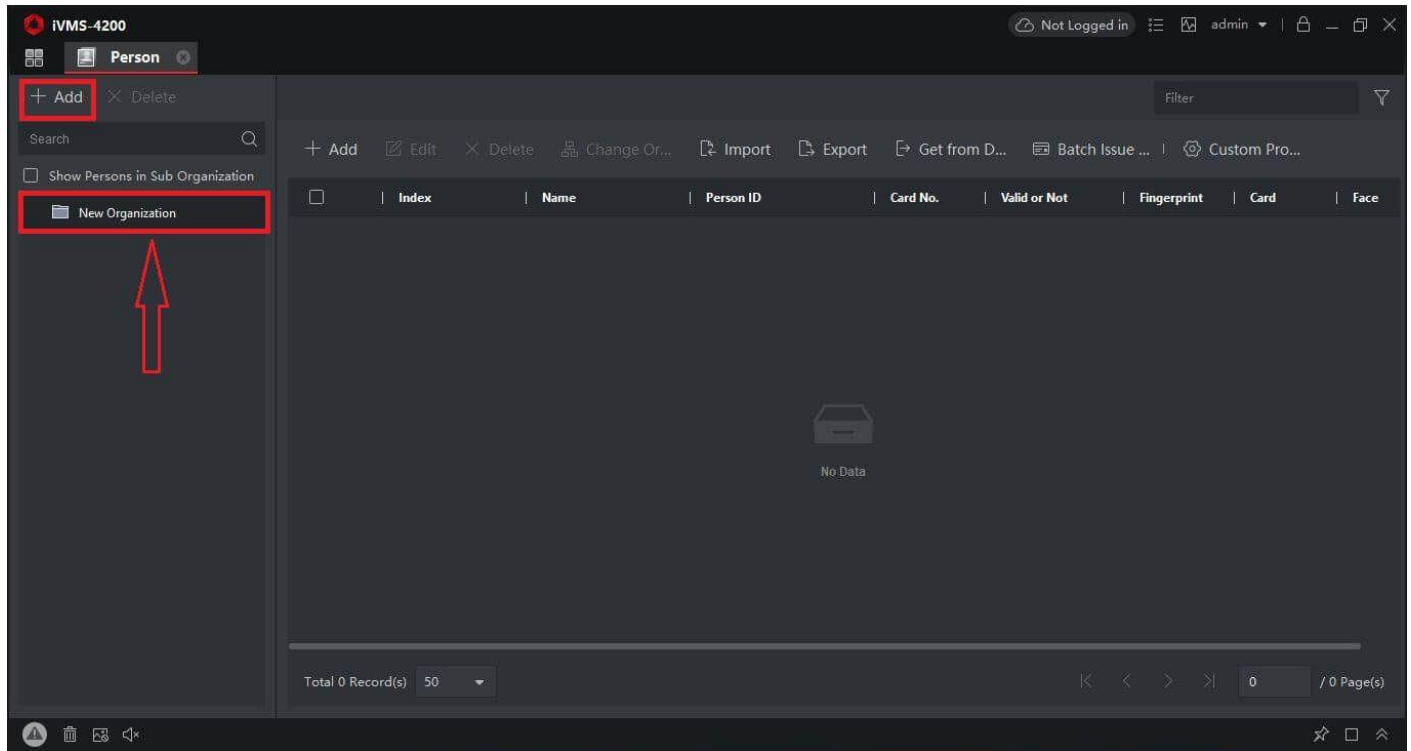 iVMS-4200 Not Logged in admin
Person
+ Add × Delete Filter
Search
+ Add Edit × Delete Change Or... Import Export Get from D... Batch Issue ... Custom Pro...
Show Persons in Sub Organization
Index Name Person ID Card No. Valid or Not Fingerprint Card Face
New Organization
No Data
Total 0 Record(s) 50 0 / 0 Page(s)